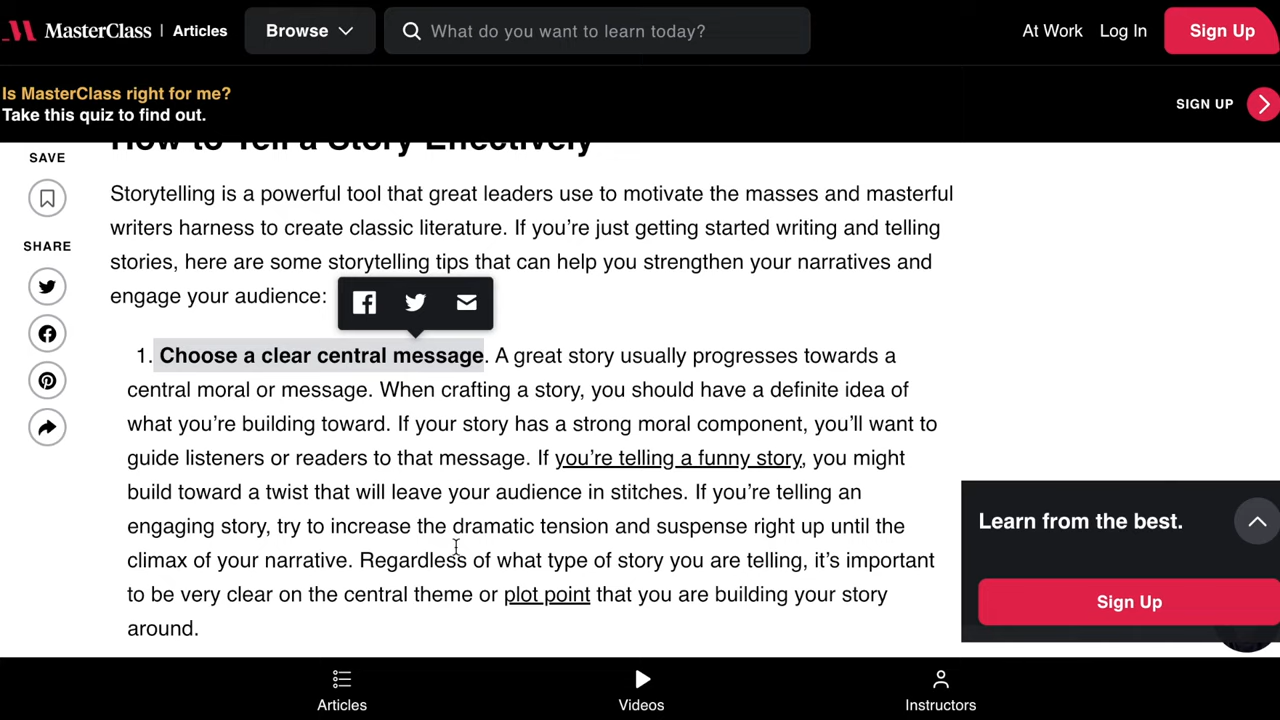 MasterClass | Articles
Browse
What do you want to learn today?
At Work
Log In
Sign Up
Is MasterClass right for me?
Take this quiz to find out.
SIGN UP
How to Tell a Story Effectively
SAVE
SHARE
Storytelling is a powerful tool that great leaders use to motivate the masses and masterful
writers harness to create classic literature. If you’re just getting started writing and telling
stories, here are some storytelling tips that can help you strengthen your narratives and
engage your audience:
1. Choose a clear central message. A great story usually progresses towards a
central moral or message. When crafting a story, you should have a definite idea of
what you’re building toward. If your story has a strong moral component, you’ll want to
guide listeners or readers to that message. If you’re telling a funny story, you might
build toward a twist that will leave your audience in stitches. If you’re telling an
engaging story, try to increase the dramatic tension and suspense right up until the
climax of your narrative. Regardless of what type of story you are telling, it’s important
to be very clear on the central theme or plot point that you are building your story
around.
Learn from the best.
Sign Up
Articles
Videos
Instructors